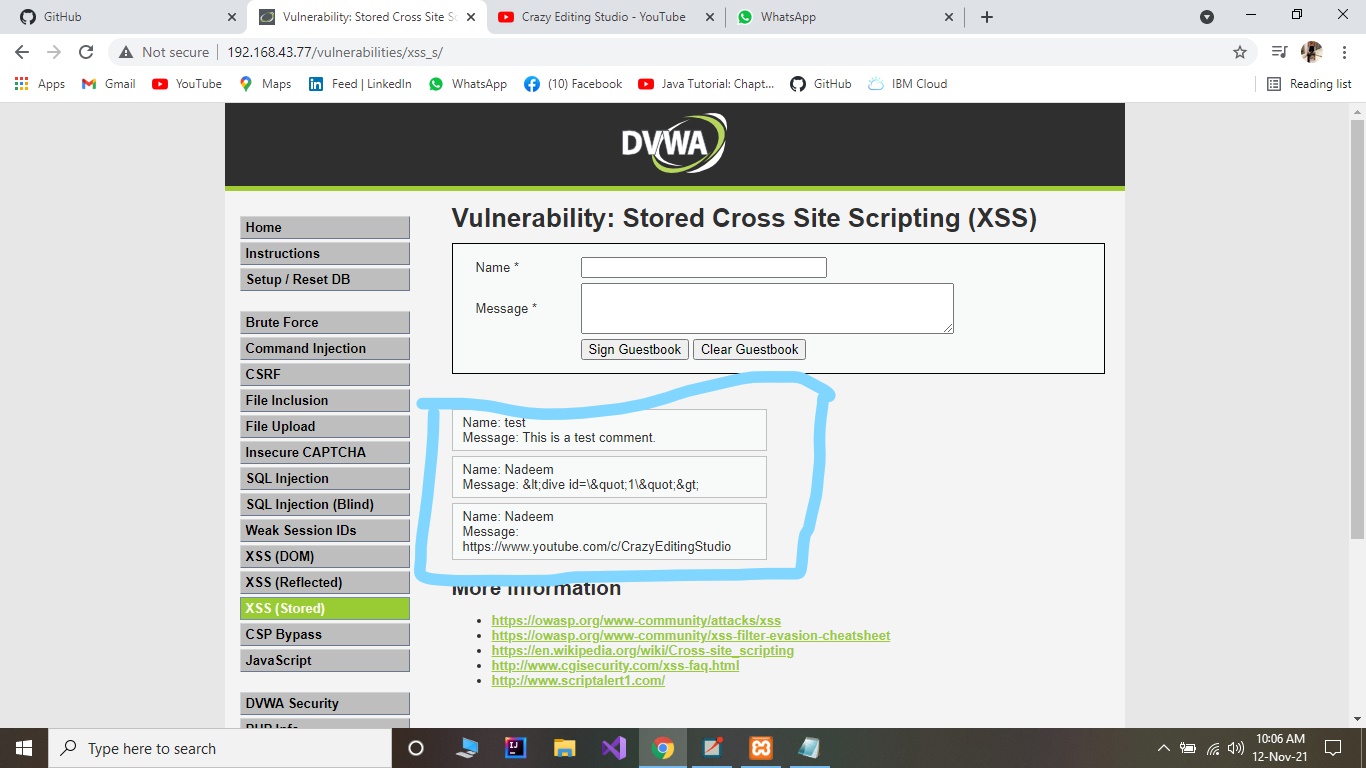 GitHub
Vulnerability: Stored Cross Site Sc
Crazy Editing Studio - YouTube
WhatsApp
Not secure
192.168.43.77/vulnerabilities/xss_s/
Apps
Gmail
YouTube
Maps
Feed | LinkedIn
WhatsApp
(10) Facebook
Java Tutorial: Chapt...
GitHub
IBM Cloud
Reading list
DVWA
Home
Instructions
Setup / Reset DB
Brute Force
Command Injection
CSRF
File Inclusion
File Upload
Insecure CAPTCHA
SQL Injection
SQL Injection (Blind)
Weak Session IDs
XSS (DOM)
XSS (Reflected)
XSS (Stored)
CSP Bypass
JavaScript
DVWA Security
PHP Info
Vulnerability: Stored Cross Site Scripting (XSS)
Name *
Message *
Sign Guestbook
Clear Guestbook
Name: test
Message: This is a test comment.
Name: Nadeem
Message: &lt;dive id=\&quot;1\&quot;&gt;
Name: Nadeem
Message:
https://www.youtube.com/c/CrazyEditingStudio
More Information
https://owasp.org/www-community/attacks/xss
https://owasp.org/www-community/xss-filter-evasion-cheatsheet
https://en.wikipedia.org/wiki/Cross-site_scripting
http://www.cgisecurity.com/xss-faq.html
http://www.scriptalert1.com/
Type here to search
10:06 AM
12-Nov-21